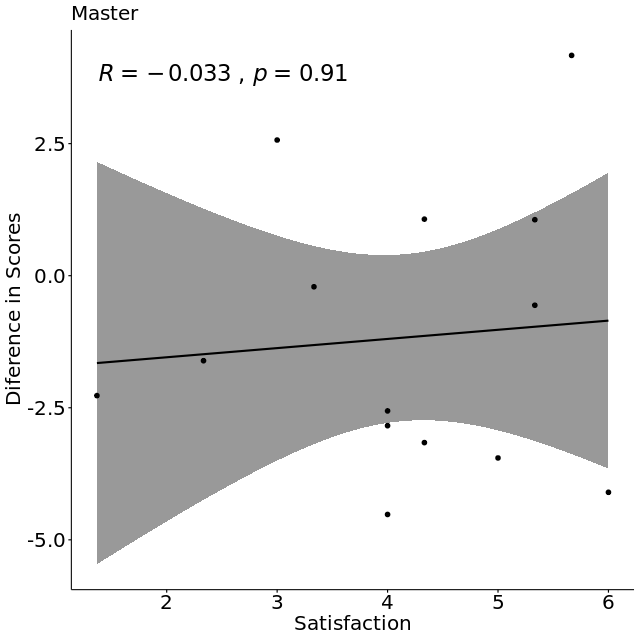 Master
R = −0.033 , p = 0.91
2.5
0.0
-2.5
-5.0
Diference in Scores
2 3 4 5 6
Satisfaction